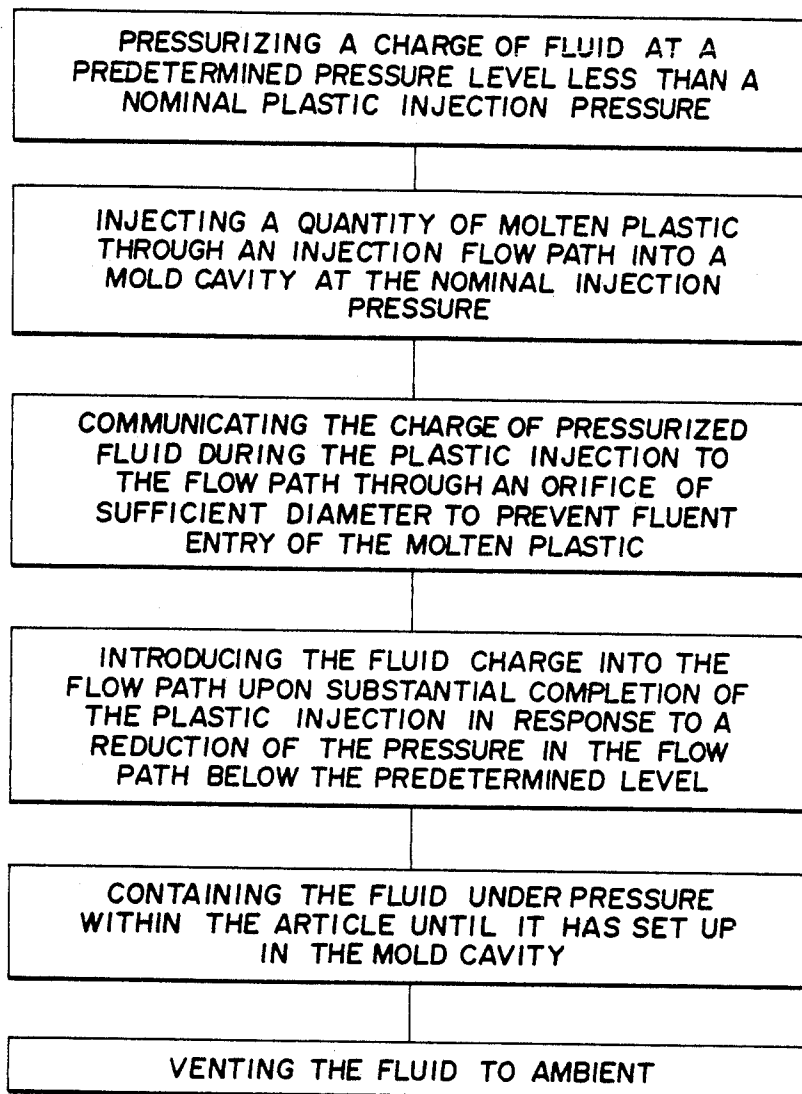 PRESSURIZING A CHARGE OF FLUID AT A
PREDETERMINED PRESSURE LEVEL LESS THAN A
NOMINAL PLASTIC INJECTION PRESSURE
INJECTING A QUANTITY OF MOLTEN PLASTIC
THROUGH AN INJECTION FLOW PATH INTO A
MOLD CAVITY AT THE NOMINAL INJECTION
PRESSURE
COMMUNICATING THE CHARGE OF PRESSURIZED
FLUID DURING THE PLASTIC INJECTION TO
THE FLOW PATH THROUGH AN ORIFICE OF
SUFFICIENT DIAMETER TO PREVENT FLUENT
ENTRY OF THE MOLTEN PLASTIC
INTRODUCING THE FLUID CHARGE INTO THE
FLOW PATH UPON SUBSTANTIAL COMPLETION OF
THE PLASTIC INJECTION IN RESPONSE TO A
REDUCTION OF THE PRESSURE IN THE FLOW
PATH BELOW THE PREDETERMINED LEVEL
CONTAINING THE FLUID UNDER PRESSURE
WITHIN THE ARTICLE UNTIL IT HAS SET UP
IN THE MOLD CAVITY
VENTING THE FLUID TO AMBIENT